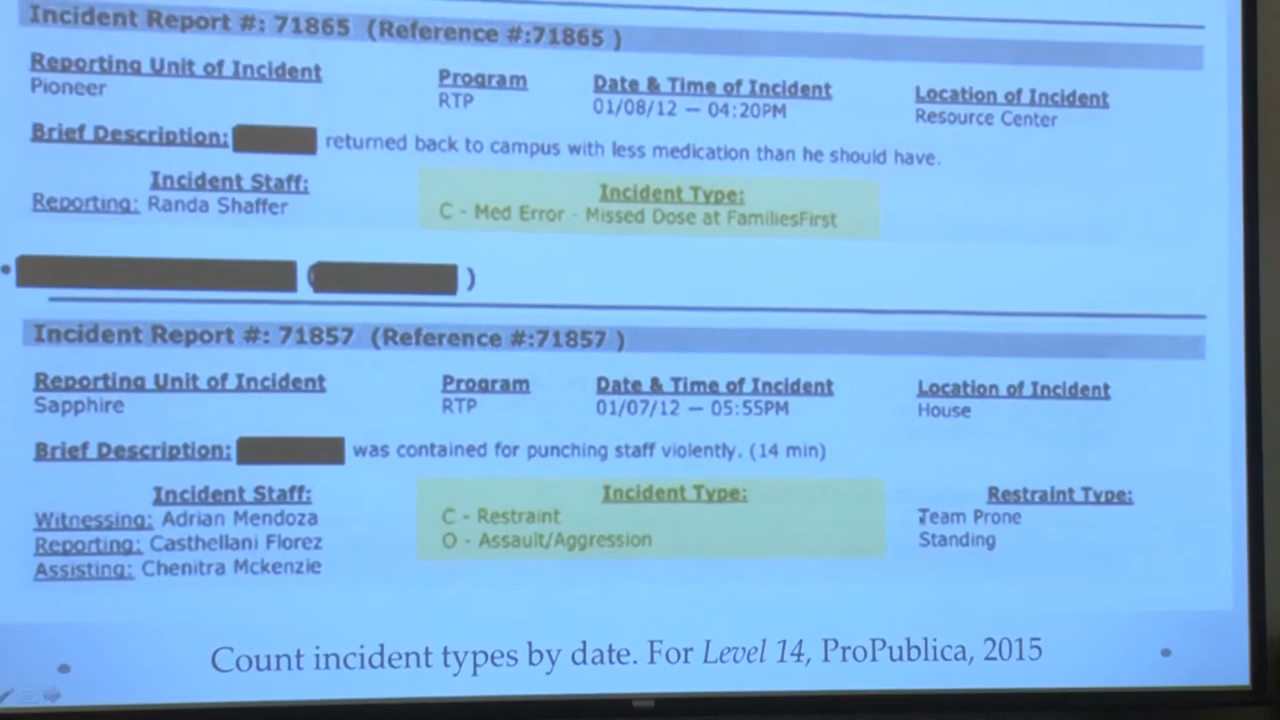 Incident Report #: 71865 (Reference #:71865 )
Reporting Unit of Incident Program Date & Time of Incident Location of Incident
Pioneer RTP 01/08/12 — 04:20PM Resource Center
Brief Description: returned back to campus with less medication than he should have.
Incident Staff: Incident Type:
Reporting: Randa Shaffer C - Med Error - Missed Dose at FamiliesFirst
( )
Incident Report #: 71857 (Reference #:71857 )
Reporting Unit of Incident Program Date & Time of Incident Location of Incident
Sapphire RTP 01/07/12 — 05:55PM House
Brief Description: was contained for punching staff violently. (14 min)
Incident Staff: Incident Type: Restraint Type:
Witnessing: Adrian Mendoza C - Restraint Team Prone
Reporting: Casthellani Florez O - Assault/Aggression Standing
Assisting: Chenitra Mckenzie
Count incident types by date. For Level 14, ProPublica, 2015